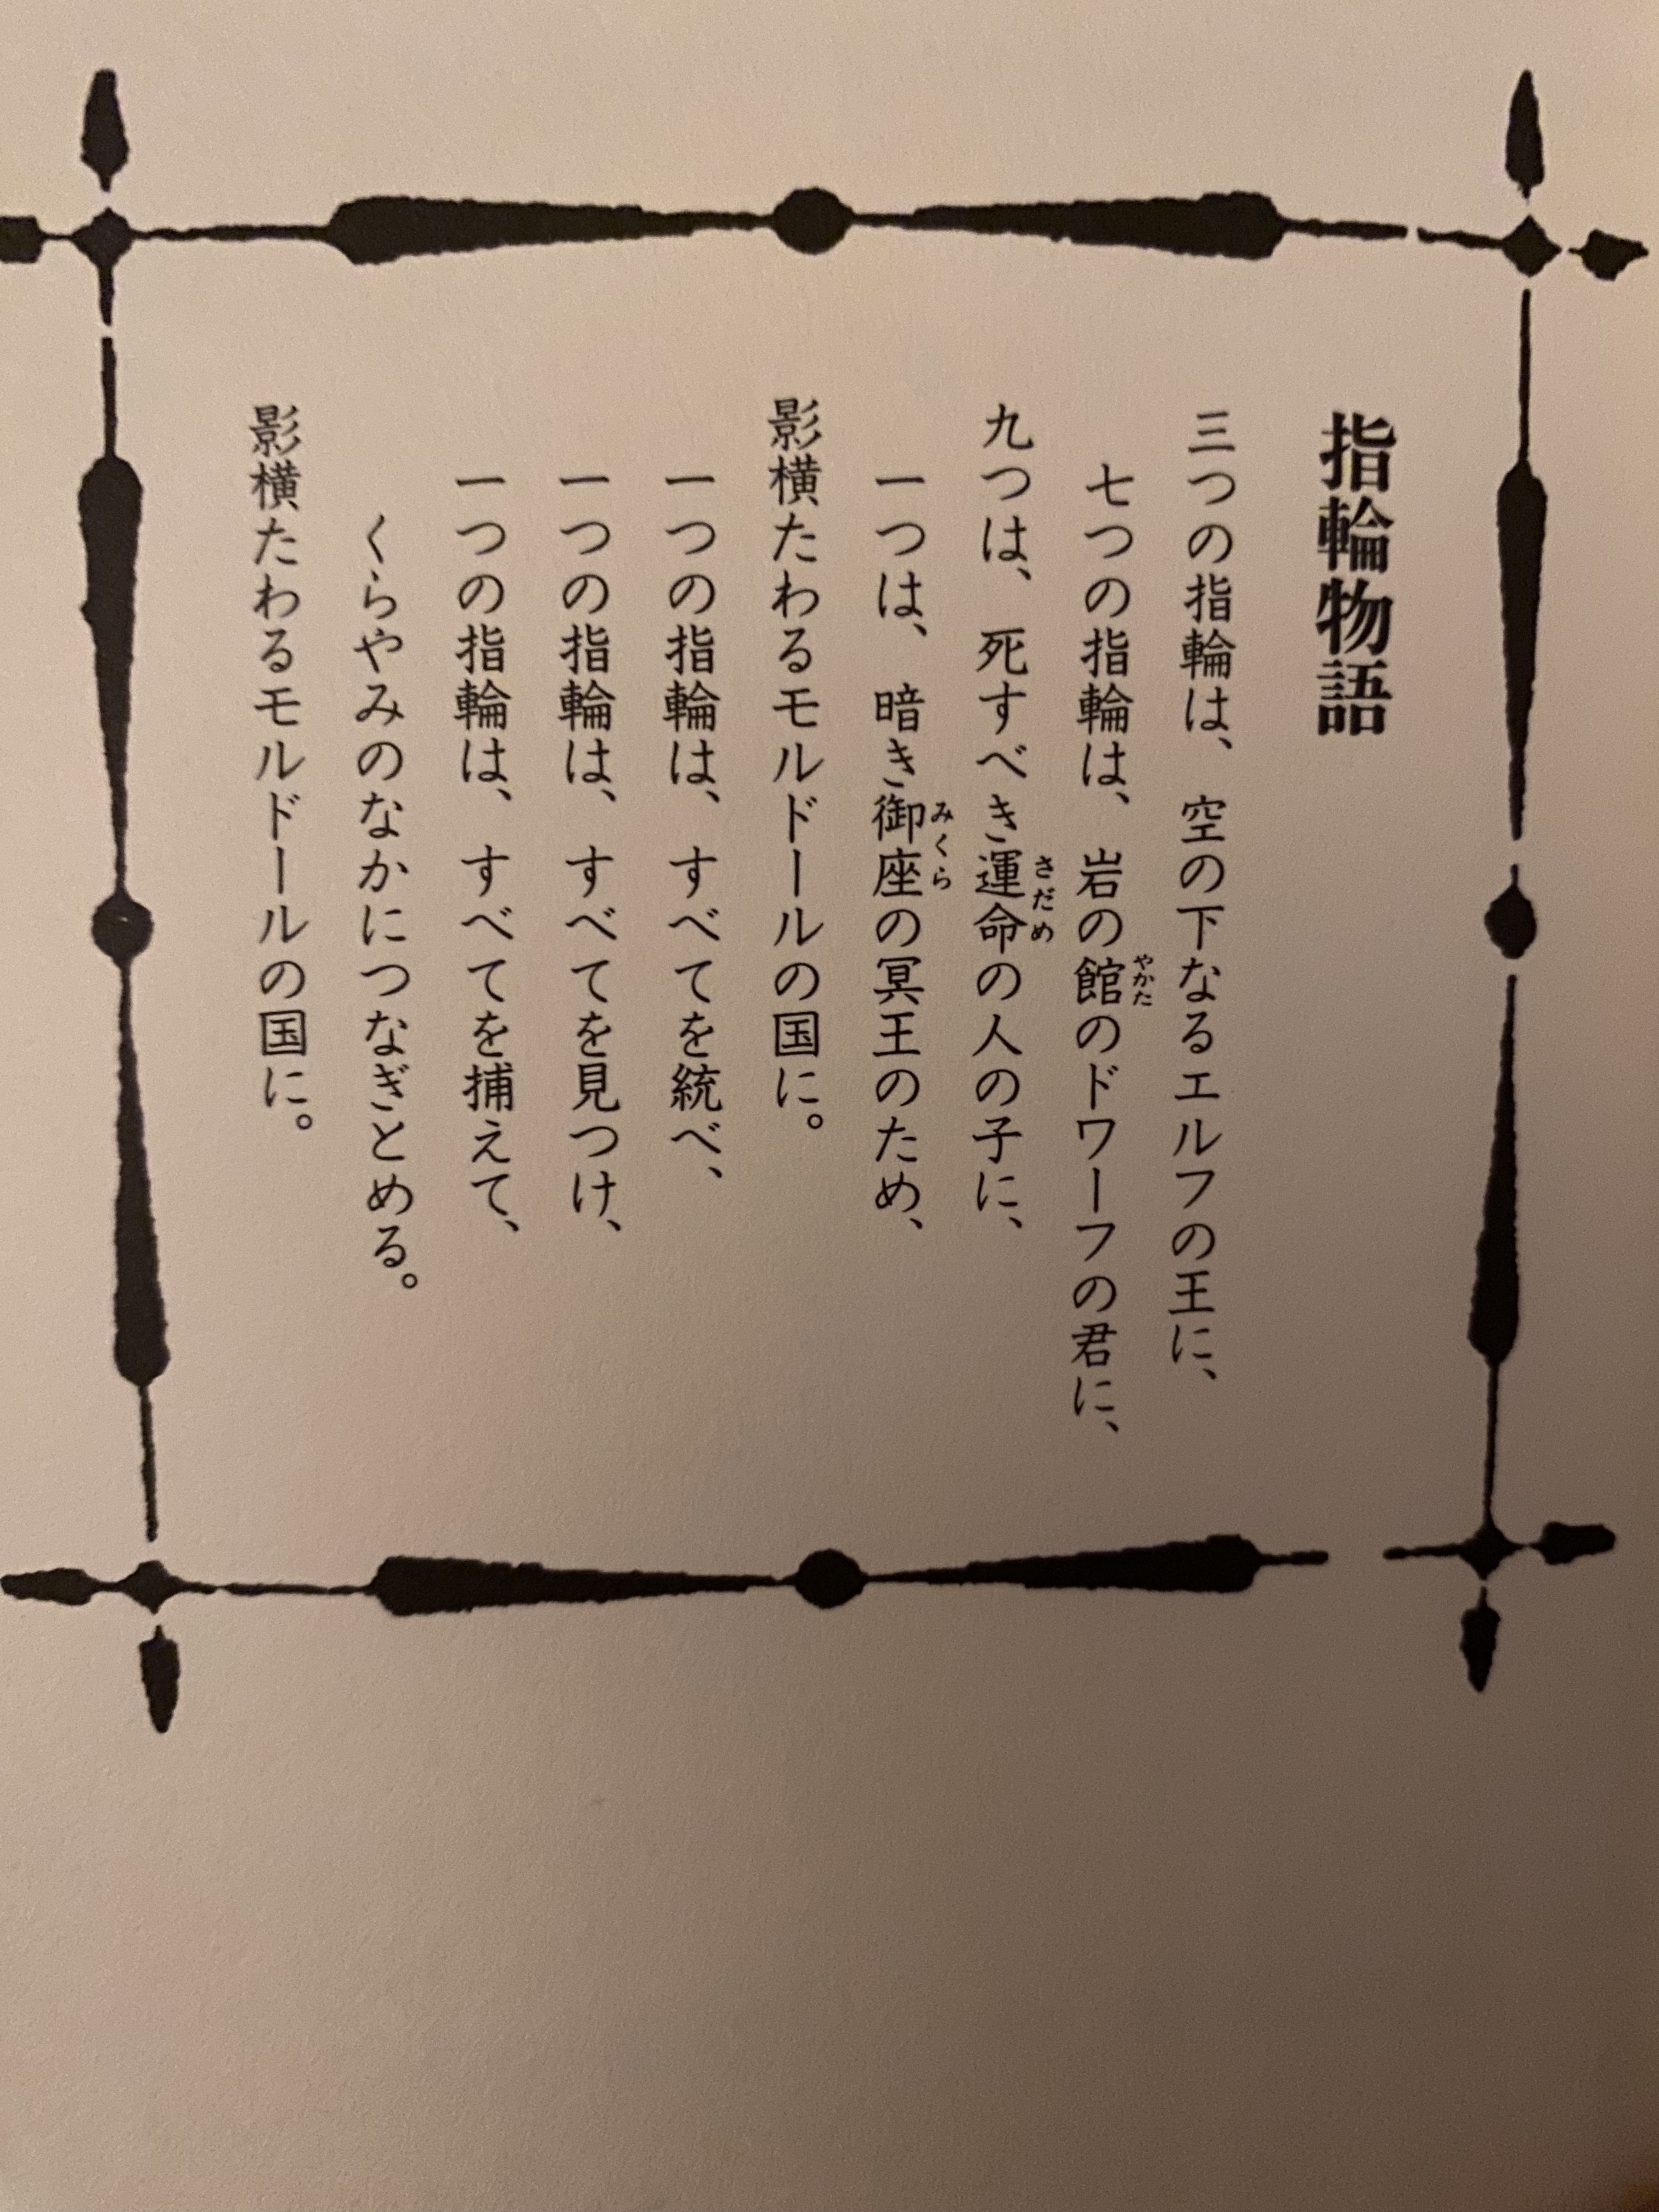 指輪物語
三つの指輪は、空の下なるエルフの王に、
七つの指輪は、岩の館のドワーフの君に、
やかた
九つは、死すべき運命の人の子に、
さだめ
一つは、暗き御座の冥王のため、
みくら
影横たわるモルドールの国に。
一つの指輪は、すべてを統べ、
一つの指輪は、すべてを見つけ、
一つの指輪は、すべてを捕えて、
くらやみのなかにつなぎとめる。
影横たわるモルドールの国に。